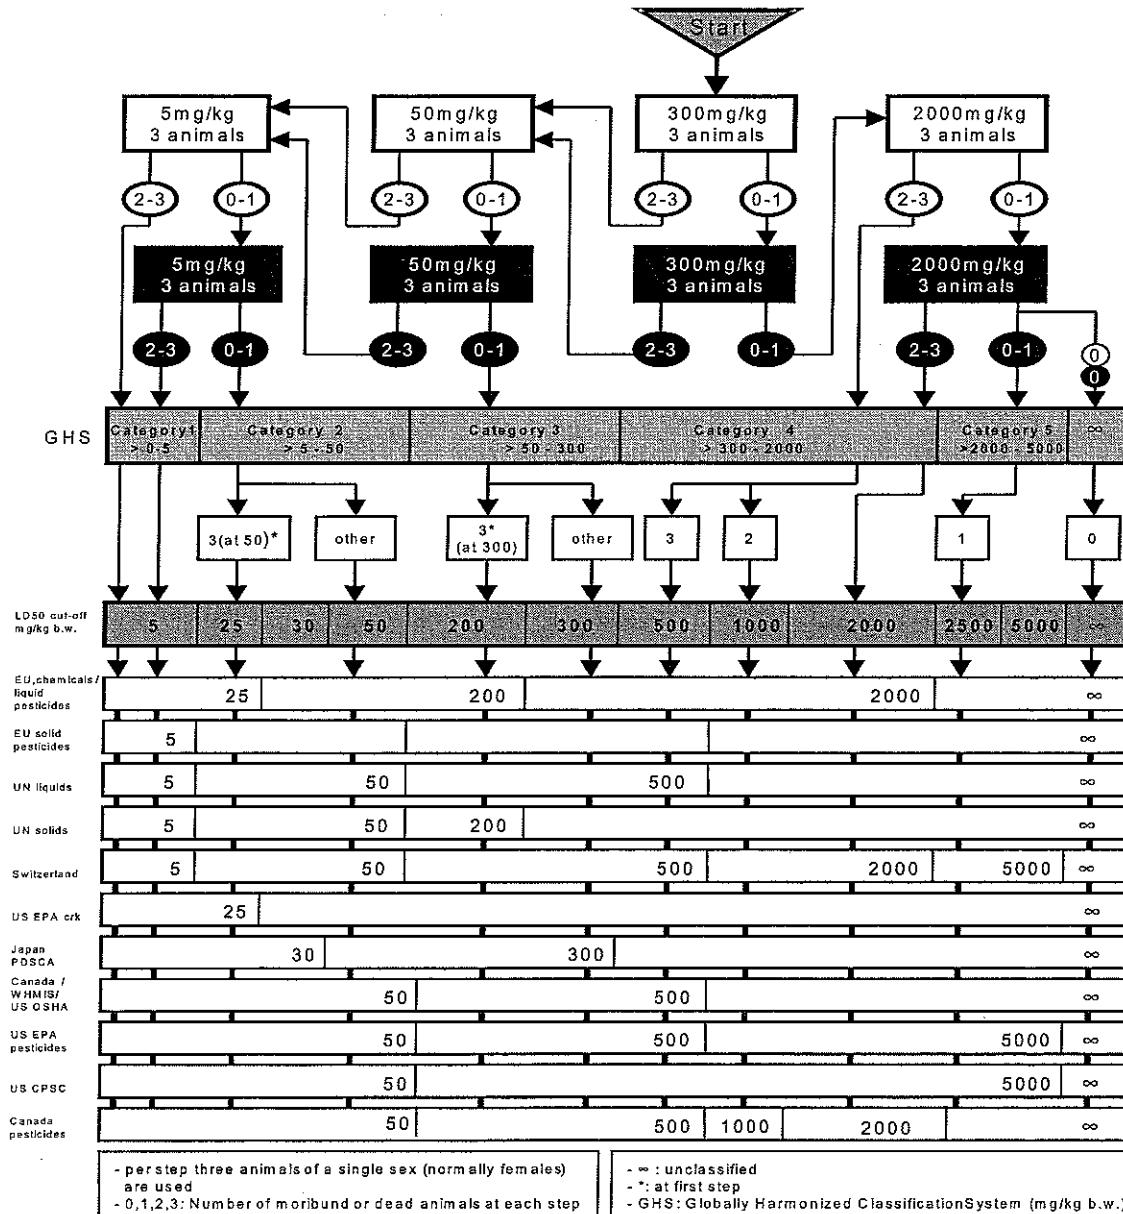 Start
5mg/kg 50mg/kg 300mg/kg 2000mg/kg
3 animals 3 animals 3 animals 3 animals
2-3 0-1 2-3 0-1 2-3 0-1 2-3 0-1
5mg/kg 50mg/kg 300mg/kg 2000mg/kg
3 animals 3 animals 3 animals 3 animals
2-3 0-1 2-3 0-1 2-3 0-1 2-3 0-1 0
0
GHS Category1 Category 2 Category 3 Category 4 Category 5 ∞
> 0-5 > 5-50 > 50-300 > 300-2000 >2000-5000
3(at 50)* other 3* other 3 2 1 0
(at 300)
LD50 cut-off
mg/kg b.w.
5 25 30 50 200 300 500 1000 2000 2500 5000 ∞
EU,chemicals/
liquid
pesticides
25 200 2000 ∞
EU solid
pesticides
5 ∞
UN liquids 5 50 500 ∞
UN solids 5 50 200 ∞
Switzerland 5 50 500 2000 5000 ∞
US EPA crk 25 ∞
Japan
PDSCA
30 300 ∞
Canada /
WHMIS/
US OSHA
50 500 ∞
US EPA
pesticides
50 500 5000 ∞
US CPSC 50 5000 ∞
Canada
pesticides
50 500 1000 2000 ∞
- per step three animals of a single sex (normally females)
are used
- 0,1,2,3: Number of moribund or dead animals at each step
- ∞ : unclassified
- *: at first step
- GHS: Globally Harmonized ClassificationSystem (mg/kg b.w.)